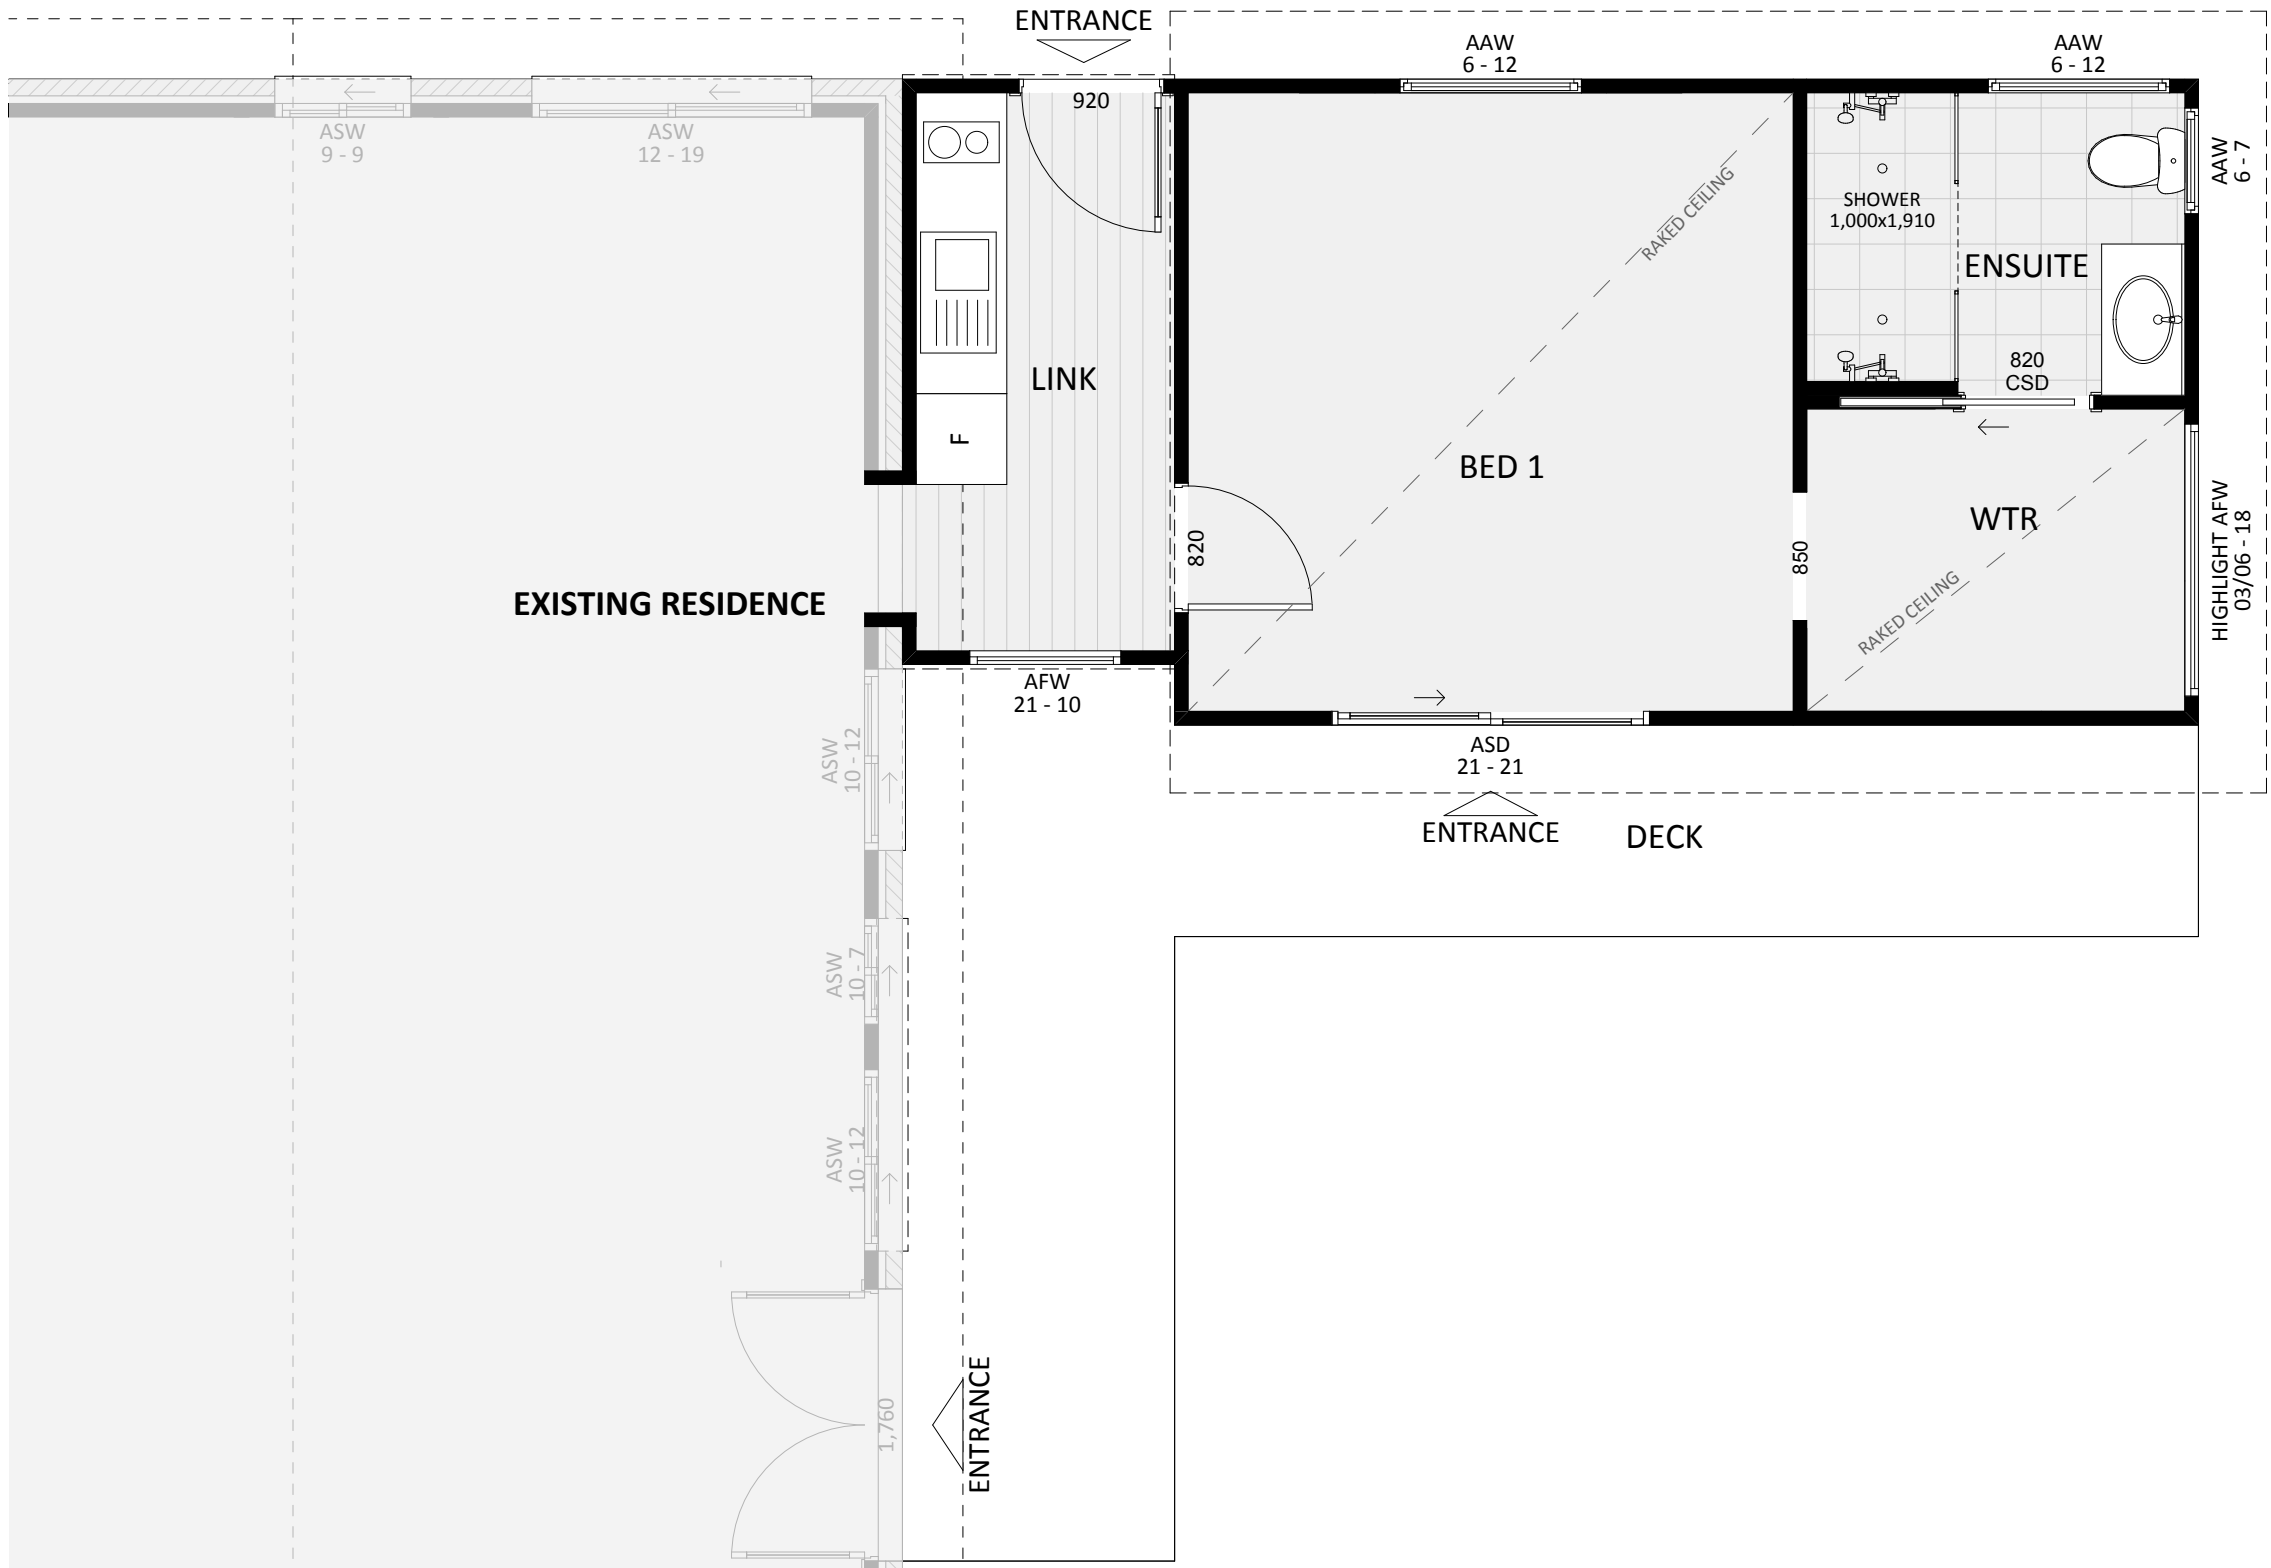 ENTRANCE
AAW
6 - 12
AAW
6 - 12
920
ASW
9 - 9
ASW
12 - 19
AAW
6 - 7
RAKED CEILING
SHOWER
1,000x1,910
ENSUITE
820
CSD
LINK
F
BED 1
WTR
HIGHLIGHT AFW
03/06 - 18
820
850
EXISTING RESIDENCE
RAKED CEILING
AFW
21 - 10
ASD
21 - 21
ASW
10 - 12
ENTRANCE
DECK
ASW
10 - 7
ASW
10 - 12
1,760
ENTRANCE